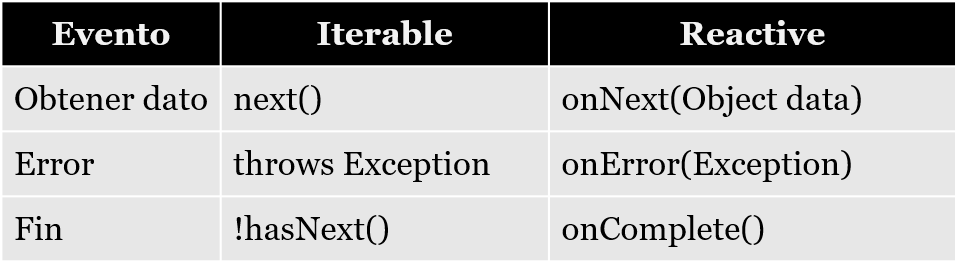 Evento Iterable Reactive
Obtener dato next() onNext(Object data)
Error throws Exception onError(Exception)
Fin !hasNext() onComplete()